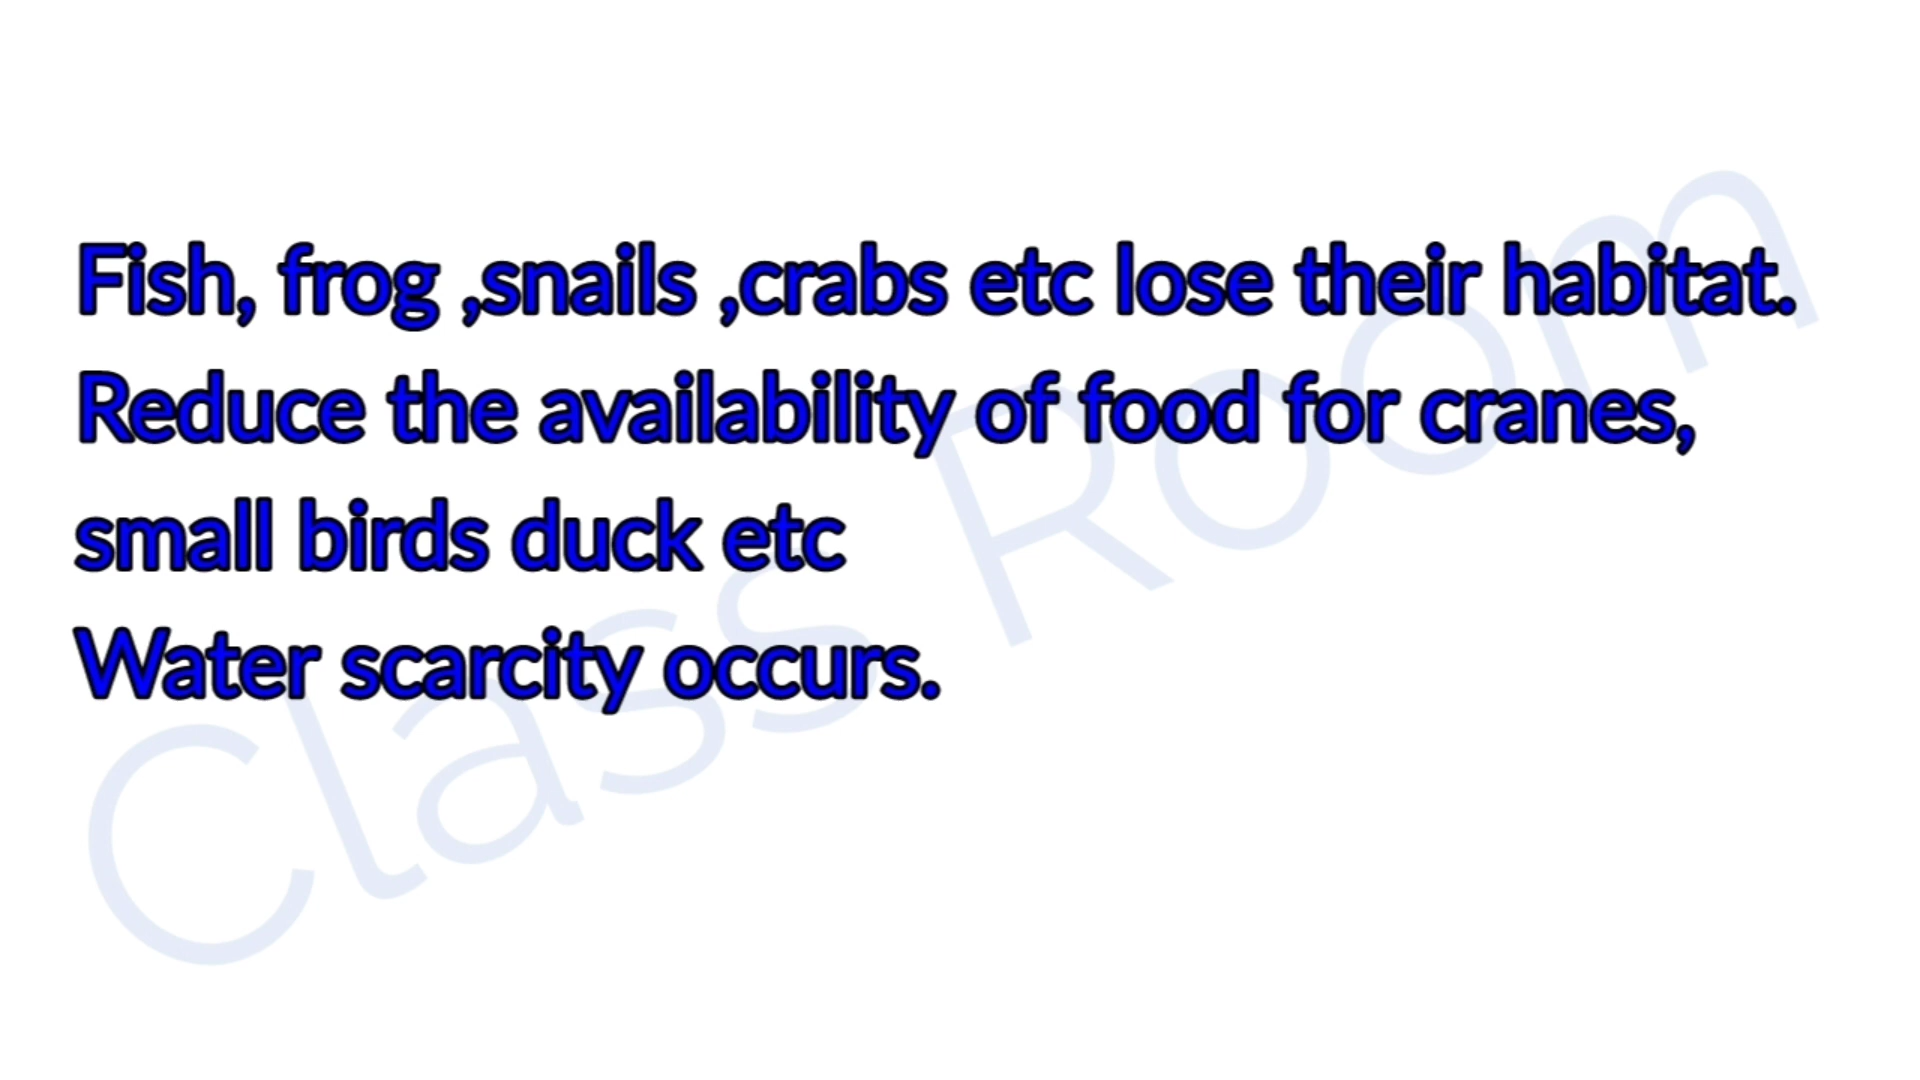 Fish, frog ,snails ,crabs etc lose their habitat.
Reduce the availability of food for cranes,
small birds duck etc
Water scarcity occurs.
Class Room